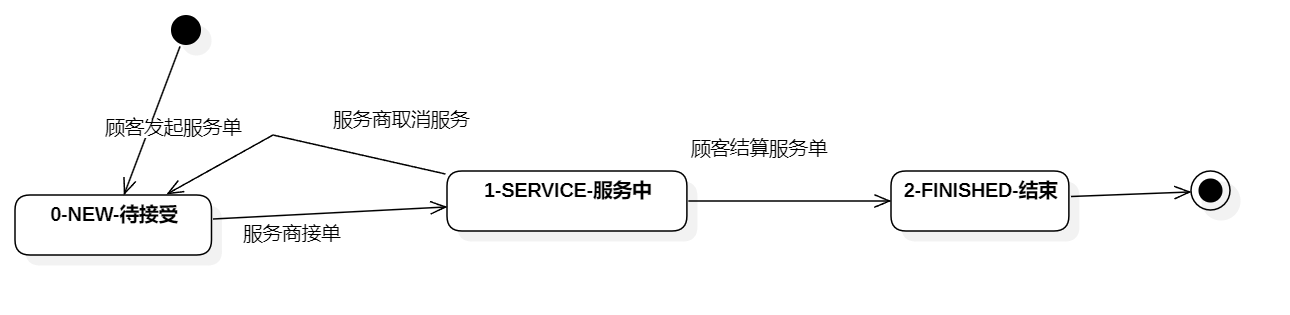 顾客发起服务单
服务商取消服务
顾客结算服务单
0-NEW-待接受
1-SERVICE-服务中
2-FINISHED-结束
服务商接单